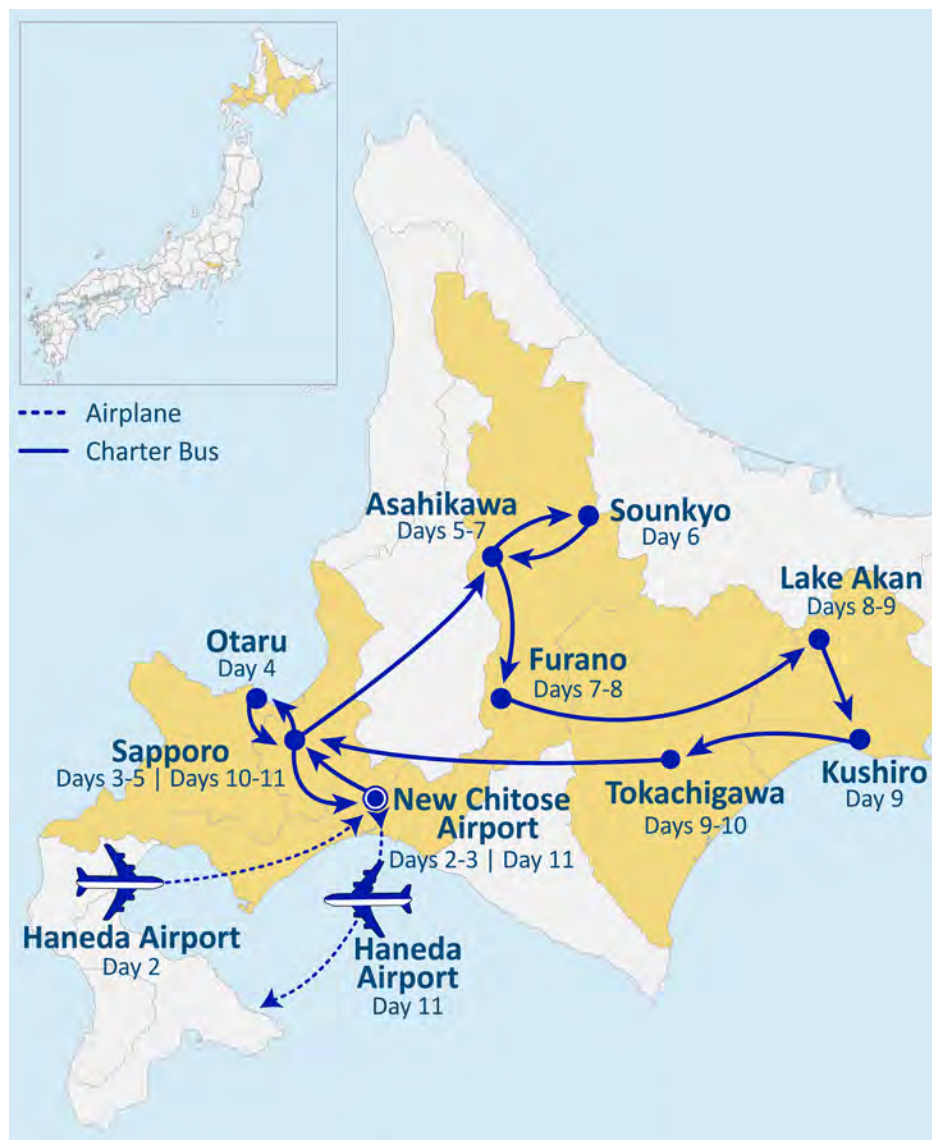 Airplane
Charter Bus
Asahikawa
Days 5-7
Sounkyo
Day 6
Lake Akan
Days 8-9
Otaru
Day 4
Furano
Days 7-8
Sapporo
Days 3-5 | Days 10-11
Kushiro
Day 9
Tokachigawa
Days 9-10
New Chitose
Airport
Days 2-3 | Day 11
Haneda Airport
Day 2
Haneda
Airport
Day 11